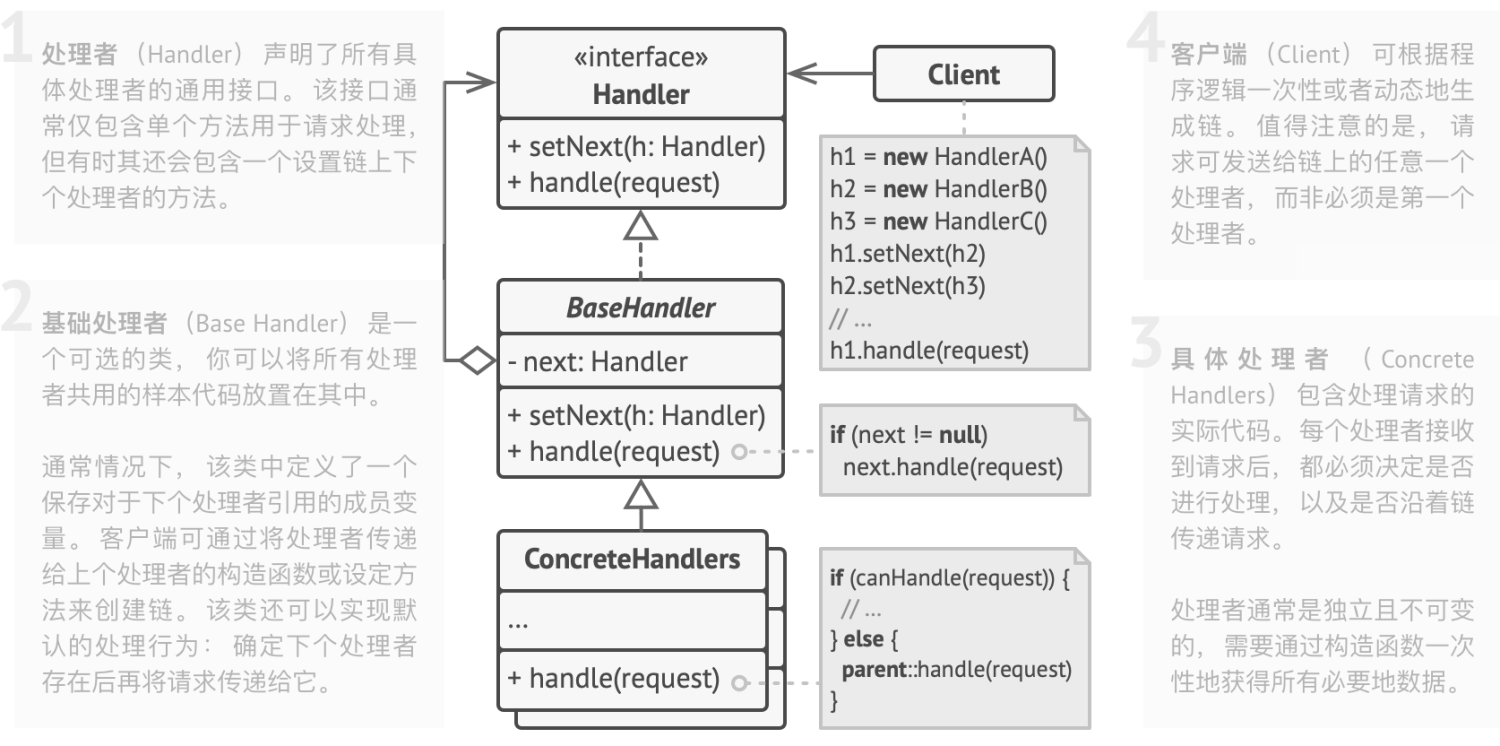 1
处理者 （Handler） 声明了所有具
体处理者的通用接口。 该接口通
常仅包含单个方法用于请求处理，
但有时其还会包含一个设置链上下
个处理者的方法。
2
基础处理者 （Base Handler） 是一
个可选的类， 你可以将所有处理
者共用的样本代码放置在其中。
通常情况下， 该类中定义了一个
保存对于下个处理者引用的成员变
量。 客户端可通过将处理者传递
给上个处理者的构造函数或设定方
法来创建链。 该类还可以实现默
认的处理行为： 确定下个处理者
存在后再将请求传递给它。
«interface»
Handler
+ setNext(h: Handler)
+ handle(request)
BaseHandler
- next: Handler
+ setNext(h: Handler)
+ handle(request)
ConcreteHandlers
...
+ handle(request)
Client
h1 = new HandlerA()
h2 = new HandlerB()
h3 = new HandlerC()
h1.setNext(h2)
h2.setNext(h3)
// ...
h1.handle(request)
if (next != null)
next.handle(request)
if (canHandle(request)) {
// ...
} else {
parent::handle(request)
}
4
客户端 （Client） 可根据程
序逻辑一次性或者动态地生
成链。 值得注意的是， 请
求可发送给链上的任意一个
处理者， 而非必须是第一个
处理者。
3
具体处理者 （Concrete
Handlers） 包含处理请求的
实际代码。每个处理者接收
到请求后， 都必须决定是否
进行处理， 以及是否沿着链
传递请求。
处理者通常是独立且不可变
的， 需要通过构造函数一次
性地获得所有必要地数据。